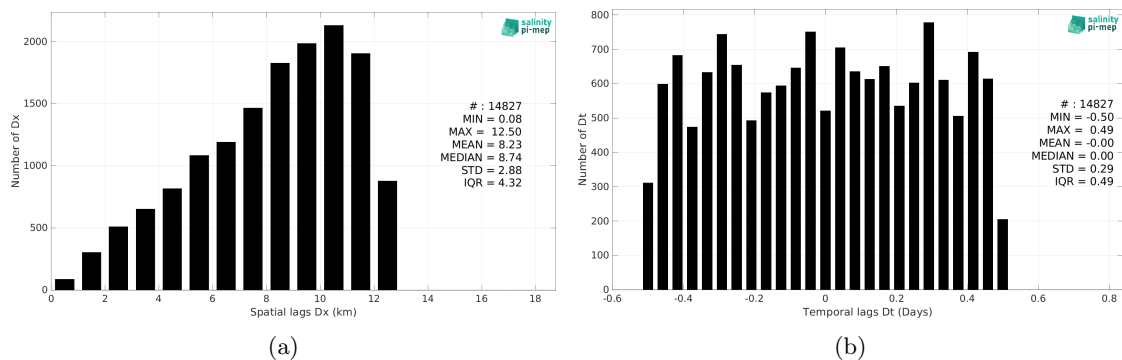 salinity
pi-mep
2000
1500
1000
500
0
Number of Dx
# : 14827
MIN = 0.08
MAX = 12.50
MEAN = 8.23
MEDIAN = 8.74
STD = 2.88
IQR = 4.32
0 2 4 6 8 10 12 14 16 18
Spatial lags Dx (km)
(a)
salinity
pi-mep
800
700
600
500
400
300
200
100
0
Number of Dt
# : 14827
MIN = -0.50
MAX = 0.49
MEAN = -0.00
MEDIAN = 0.00
STD = 0.29
IQR = 0.49
-0.6 -0.4 -0.2 0 0.2 0.4 0.6 0.8
Temporal lags Dt (Days)
(b)